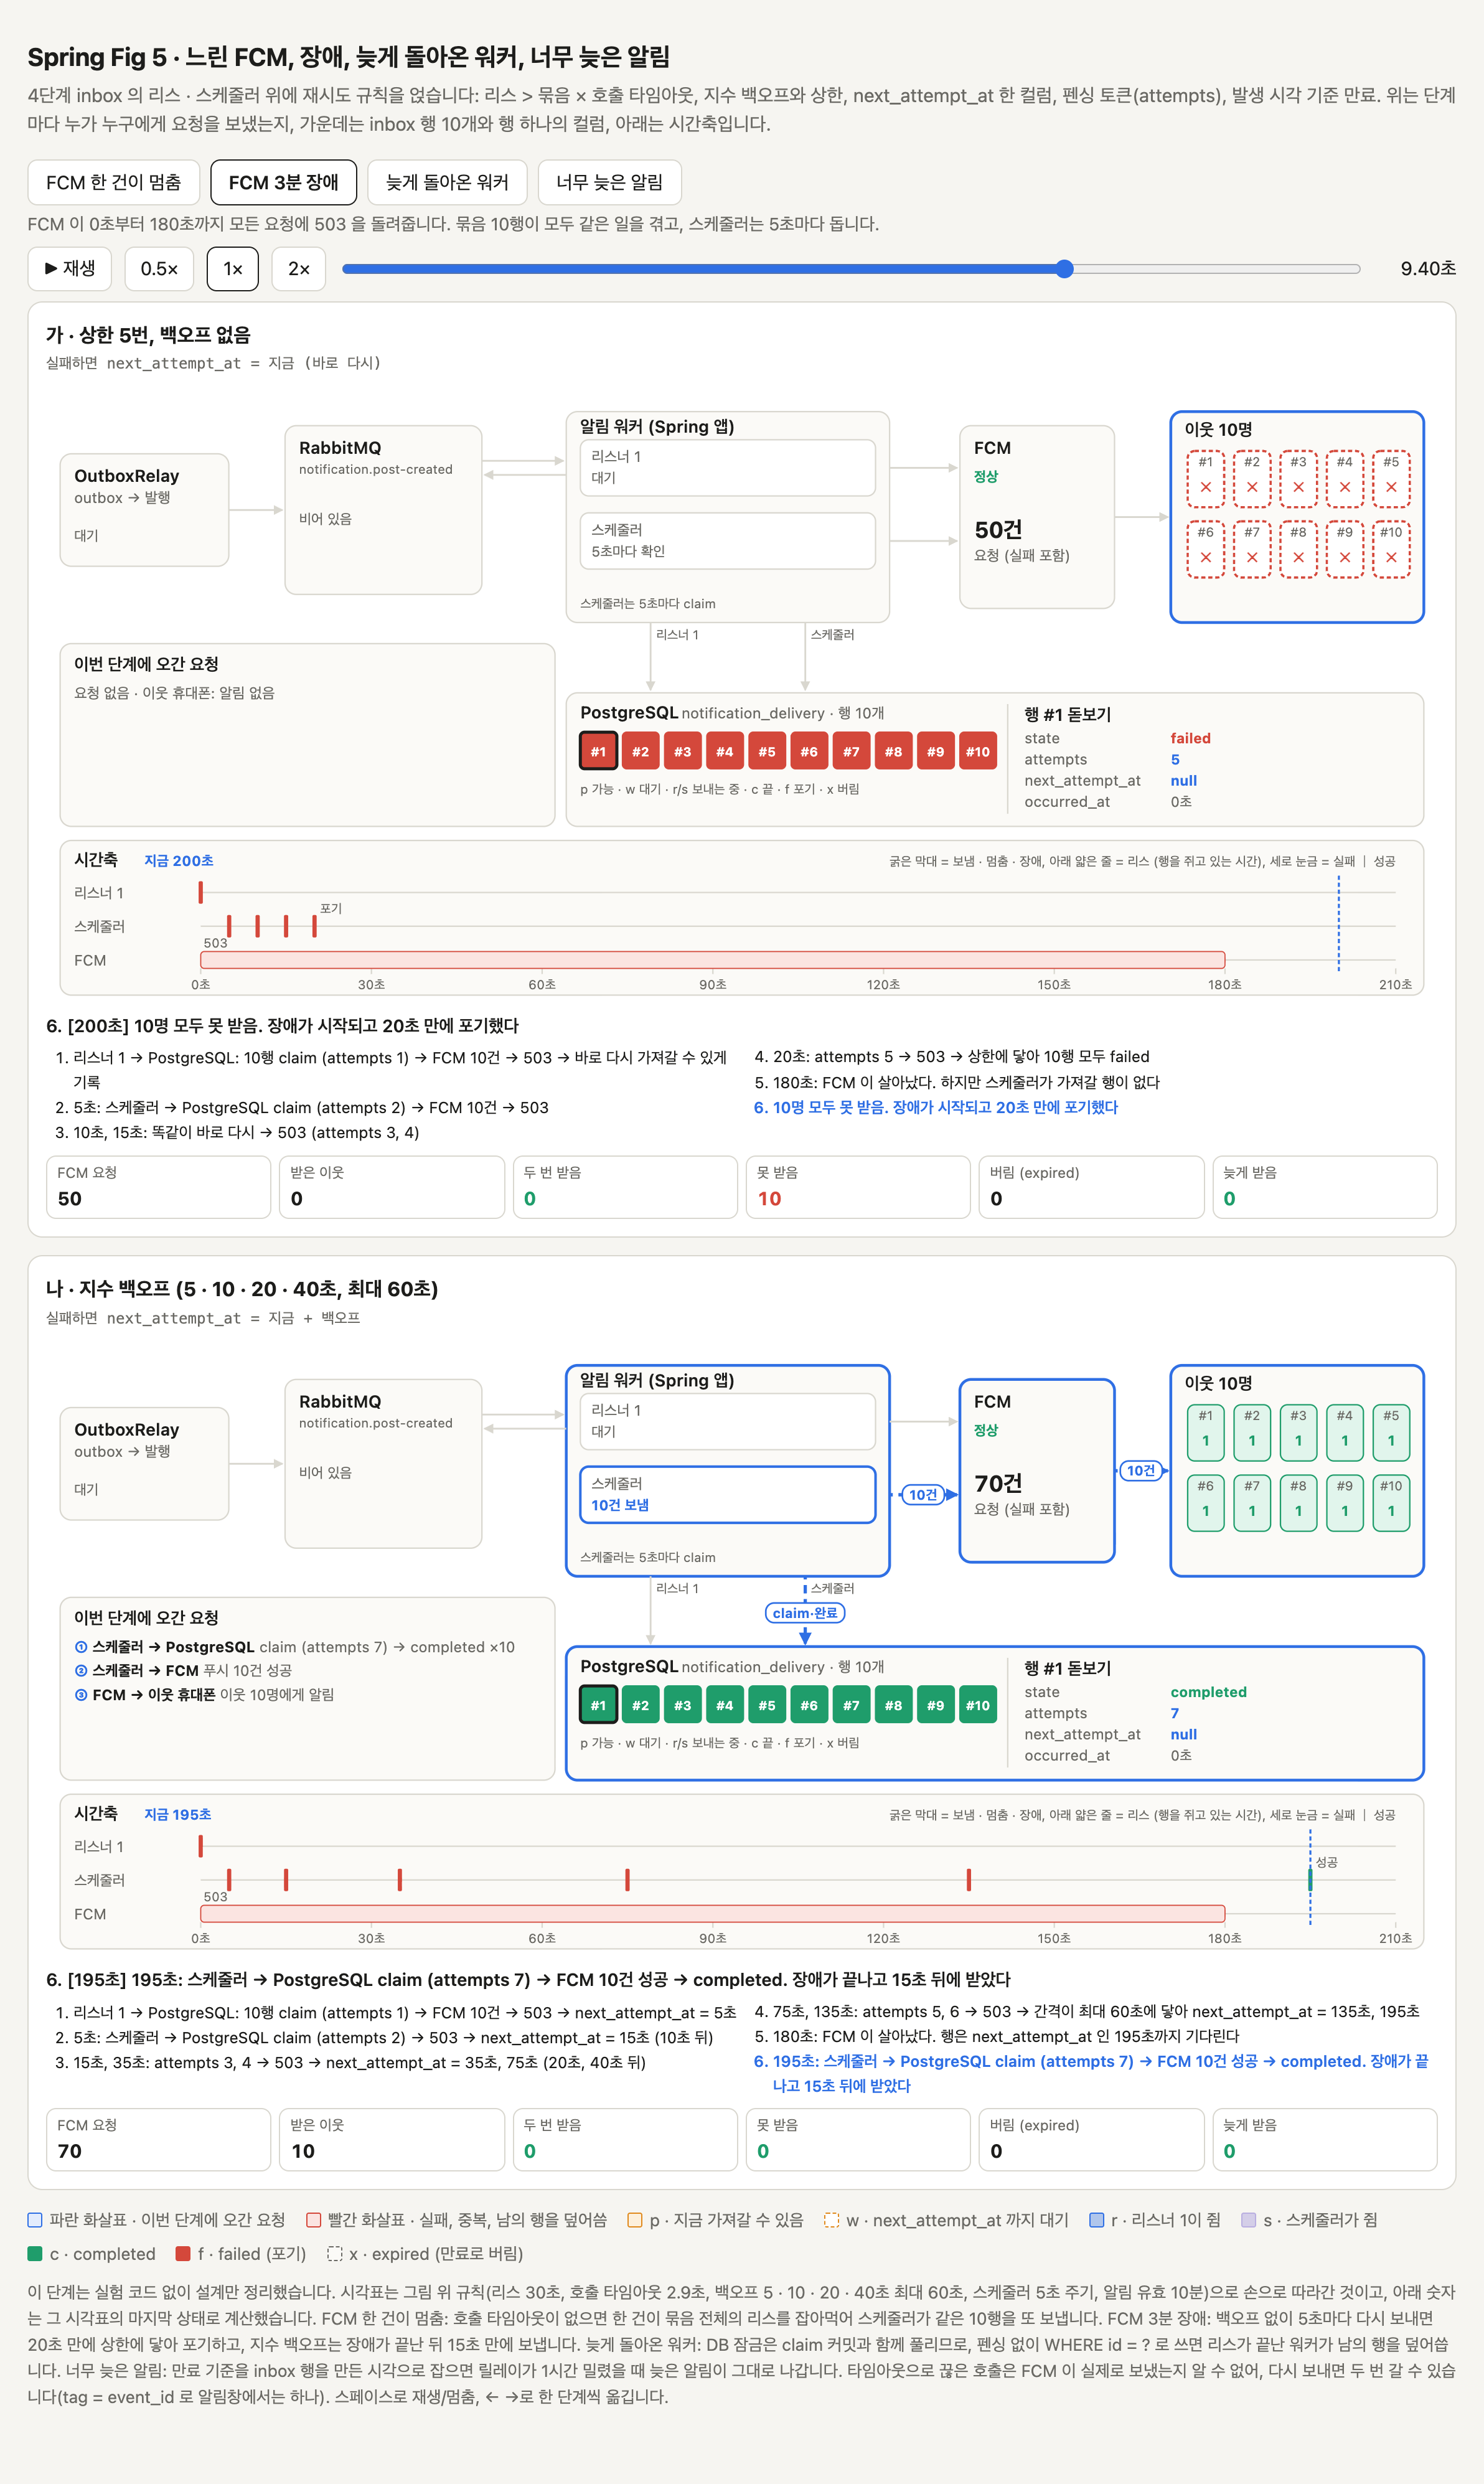 Spring Fig 5 · 느린 FCM, 장애, 늦게 돌아온 워커, 너무 늦은 알림
4단계 inbox 의 리스 · 스케줄러 위에 재시도 규칙을 얹습니다: 리스 > 묶음 × 호출 타임아웃, 지수 백오프와 상한, next_attempt_at 한 컬럼, 펜싱 토큰(attempts), 발생 시각 기준 만료. 위는 단계
마다 누가 누구에게 요청을 보냈는지, 가운데는 inbox 행 10개와 행 하나의 컬럼, 아래는 시간축입니다.
FCM 한 건이 멈춤
FCM 3분 장애
늦게 돌아온 워커
너무 늦은 알림
FCM 이 0초부터 180초까지 모든 요청에 503 을 돌려줍니다. 묶음 10행이 모두 같은 일을 겪고, 스케줄러는 5초마다 돕니다.
▶ 재생
0.5×
1×
2×
9.40초
가 · 상한 5번, 백오프 없음
실패하면 next_attempt_at = 지금 (바로 다시)
OutboxRelay
outbox → 발행
대기
RabbitMQ
notification.post-created
비어 있음
알림 워커 (Spring 앱)
리스너 1
대기
스케줄러
5초마다 확인
스케줄러는 5초마다 claim
FCM
정상
50건
요청 (실패 포함)
이웃 10명
#1 #2 #3 #4 #5
× × × × ×
#6 #7 #8 #9 #10
× × × × ×
리스너 1
스케줄러
이번 단계에 오간 요청
요청 없음 · 이웃 휴대폰: 알림 없음
PostgreSQL notification_delivery · 행 10개
#1 #2 #3 #4 #5 #6 #7 #8 #9 #10
p 가능 · w 대기 · r/s 보내는 중 · c 끝 · f 포기 · x 버림
행 #1 돋보기
state failed
attempts 5
next_attempt_at null
occurred_at 0초
시간축 지금 200초
굵은 막대 = 보냄 · 멈춤 · 장애, 아래 얇은 줄 = 리스 (행을 쥐고 있는 시간), 세로 눈금 = 실패 | 성공
리스너 1
포기
스케줄러
503
FCM
0초 30초 60초 90초 120초 150초 180초 210초
6. [200초] 10명 모두 못 받음. 장애가 시작되고 20초 만에 포기했다
1. 리스너 1 → PostgreSQL: 10행 claim (attempts 1) → FCM 10건 → 503 → 바로 다시 가져갈 수 있게
기록
2. 5초: 스케줄러 → PostgreSQL claim (attempts 2) → FCM 10건 → 503
3. 10초, 15초: 똑같이 바로 다시 → 503 (attempts 3, 4)
4. 20초: attempts 5 → 503 → 상한에 닿아 10행 모두 failed
5. 180초: FCM 이 살아났다. 하지만 스케줄러가 가져갈 행이 없다
6. 10명 모두 못 받음. 장애가 시작되고 20초 만에 포기했다
FCM 요청
50
받은 이웃
0
두 번 받음
0
못 받음
10
버림 (expired)
0
늦게 받음
0
나 · 지수 백오프 (5 · 10 · 20 · 40초, 최대 60초)
실패하면 next_attempt_at = 지금 + 백오프
OutboxRelay
outbox → 발행
대기
RabbitMQ
notification.post-created
비어 있음
알림 워커 (Spring 앱)
리스너 1
대기
스케줄러
10건 보냄
스케줄러는 5초마다 claim
10건
FCM
정상
70건
요청 (실패 포함)
10건
이웃 10명
#1 #2 #3 #4 #5
1 1 1 1 1
#6 #7 #8 #9 #10
1 1 1 1 1
리스너 1
스케줄러
claim·완료
이번 단계에 오간 요청
① 스케줄러 → PostgreSQL claim (attempts 7) → completed ×10
② 스케줄러 → FCM 푸시 10건 성공
③ FCM → 이웃 휴대폰 이웃 10명에게 알림
PostgreSQL notification_delivery · 행 10개
#1 #2 #3 #4 #5 #6 #7 #8 #9 #10
p 가능 · w 대기 · r/s 보내는 중 · c 끝 · f 포기 · x 버림
행 #1 돋보기
state completed
attempts 7
next_attempt_at null
occurred_at 0초
시간축 지금 195초
굵은 막대 = 보냄 · 멈춤 · 장애, 아래 얇은 줄 = 리스 (행을 쥐고 있는 시간), 세로 눈금 = 실패 | 성공
리스너 1
성공
스케줄러
503
FCM
0초 30초 60초 90초 120초 150초 180초 210초
6. [195초] 195초: 스케줄러 → PostgreSQL claim (attempts 7) → FCM 10건 성공 → completed. 장애가 끝나고 15초 뒤에 받았다
1. 리스너 1 → PostgreSQL: 10행 claim (attempts 1) → FCM 10건 → 503 → next_attempt_at = 5초
2. 5초: 스케줄러 → PostgreSQL claim (attempts 2) → 503 → next_attempt_at = 15초 (10초 뒤)
3. 15초, 35초: attempts 3, 4 → 503 → next_attempt_at = 35초, 75초 (20초, 40초 뒤)
4. 75초, 135초: attempts 5, 6 → 503 → 간격이 최대 60초에 닿아 next_attempt_at = 135초, 195초
5. 180초: FCM 이 살아났다. 행은 next_attempt_at 인 195초까지 기다린다
6. 195초: 스케줄러 → PostgreSQL claim (attempts 7) → FCM 10건 성공 → completed. 장애가 끝
나고 15초 뒤에 받았다
FCM 요청
70
받은 이웃
10
두 번 받음
0
못 받음
0
버림 (expired)
0
늦게 받음
0
파란 화살표 · 이번 단계에 오간 요청 빨간 화살표 · 실패, 중복, 남의 행을 덮어씀 p · 지금 가져갈 수 있음 w · next_attempt_at 까지 대기 r · 리스너 1이 쥠 s · 스케줄러가 쥠
c · completed f · failed (포기) x · expired (만료로 버림)
이 단계는 실험 코드 없이 설계만 정리했습니다. 시각표는 그림 위 규칙(리스 30초, 호출 타임아웃 2.9초, 백오프 5 · 10 · 20 · 40초 최대 60초, 스케줄러 5초 주기, 알림 유효 10분)으로 손으로 따라간 것이고, 아래 숫자
는 그 시각표의 마지막 상태로 계산했습니다. FCM 한 건이 멈춤: 호출 타임아웃이 없으면 한 건이 묶음 전체의 리스를 잡아먹어 스케줄러가 같은 10행을 또 보냅니다. FCM 3분 장애: 백오프 없이 5초마다 다시 보내면
20초 만에 상한에 닿아 포기하고, 지수 백오프는 장애가 끝난 뒤 15초 만에 보냅니다. 늦게 돌아온 워커: DB 잠금은 claim 커밋과 함께 풀리므로, 펜싱 없이 WHERE id = ? 로 쓰면 리스가 끝난 워커가 남의 행을 덮어씁
니다. 너무 늦은 알림: 만료 기준을 inbox 행을 만든 시각으로 잡으면 릴레이가 1시간 밀렸을 때 늦은 알림이 그대로 나갑니다. 타임아웃으로 끊은 호출은 FCM 이 실제로 보냈는지 알 수 없어, 다시 보내면 두 번 갈 수 있습
니다(tag = event_id 로 알림창에서는 하나). 스페이스로 재생/멈춤, ← →로 한 단계씩 옮깁니다.